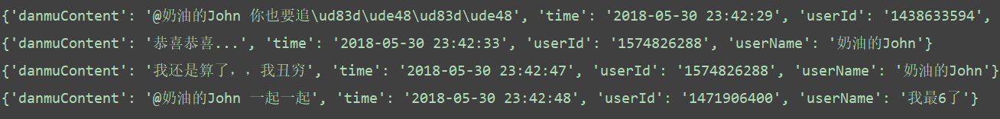 {'danmuContent': '@奶油的John 你也要追\ud83d\ude48\ud83d\ude48', 'time': '2018-05-30 23:42:29', 'userId': '1438633594',
{'danmuContent': '恭喜恭喜...', 'time': '2018-05-30 23:42:33', 'userId': '1574826288', 'userName': '奶油的John'}
{'danmuContent': '我还是算了，，我丑穷', 'time': '2018-05-30 23:42:47', 'userId': '1574826288', 'userName': '奶油的John'}
{'danmuContent': '@奶油的John 一起一起', 'time': '2018-05-30 23:42:48', 'userId': '1471906400', 'userName': '我最6了'}